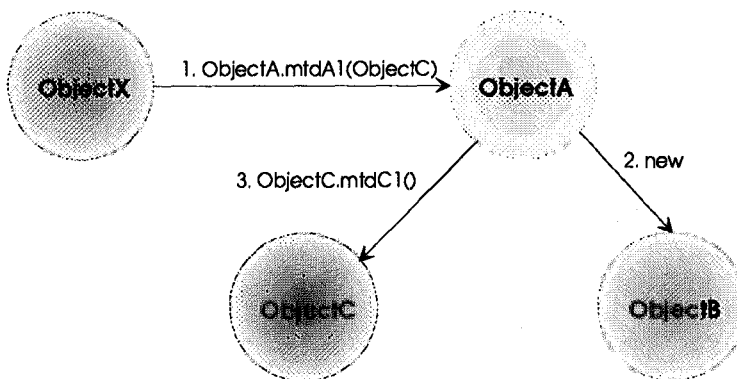 ObjectX
1. ObjectA.mtdA1(ObjectC)
ObjectA
3. ObjectC.mtdC1()
2. new
ObjectC
ObjectB